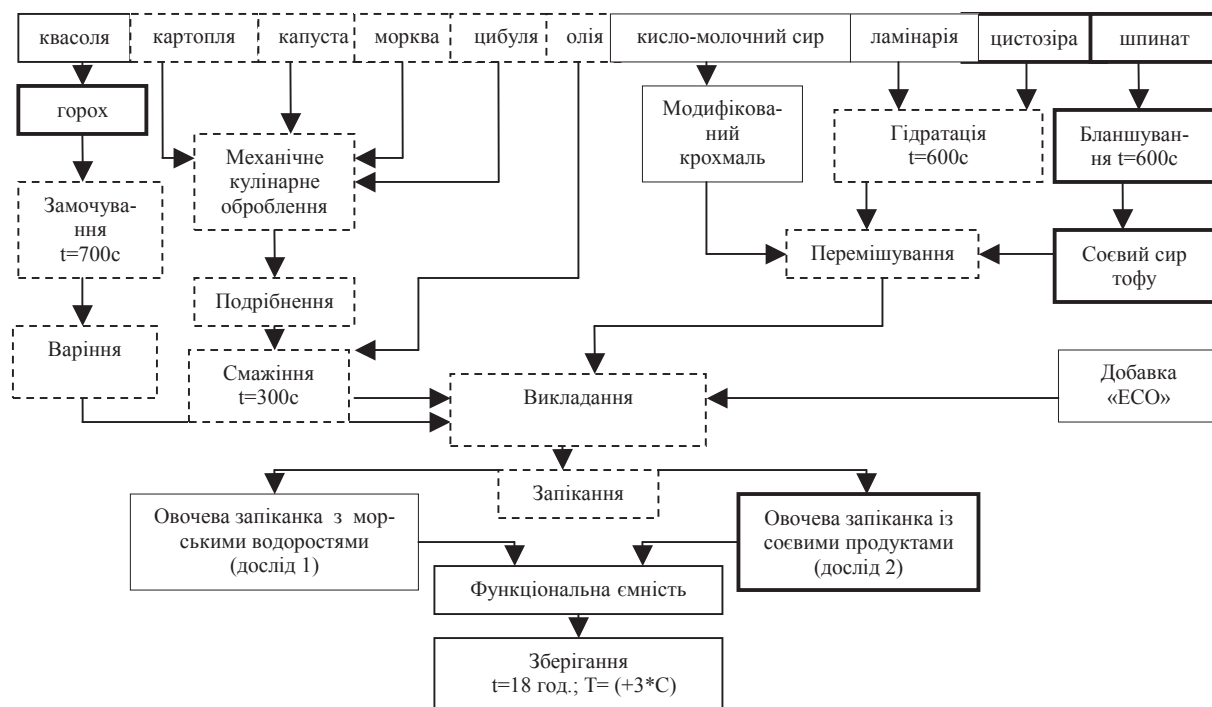 квасоля
картопля
капуста
морква
цибуля
олія
кисло-молочний сир
ламінарія
цистозіра
шпинат
горох
Механічне
кулінарне
оброблення
Модифікова-
ний
крохмаль
Гідратація
t=600с
Бланшуван-
ня t=600с
Замочува-
ння
t=700с
Перемішування
Соєвий сир
тофу
Подрібнення
Варіння
Смажіння
t=300с
Викладання
Добавка
«ЕСО»
Запікання
Овочева запіканка з мор-
ськими водоростями
(дослід 1)
Овочева запіканка із
соєвими продуктами
(дослід 2)
Функціональна ємність
Зберігання
t=18 год.; T= (+3*С)